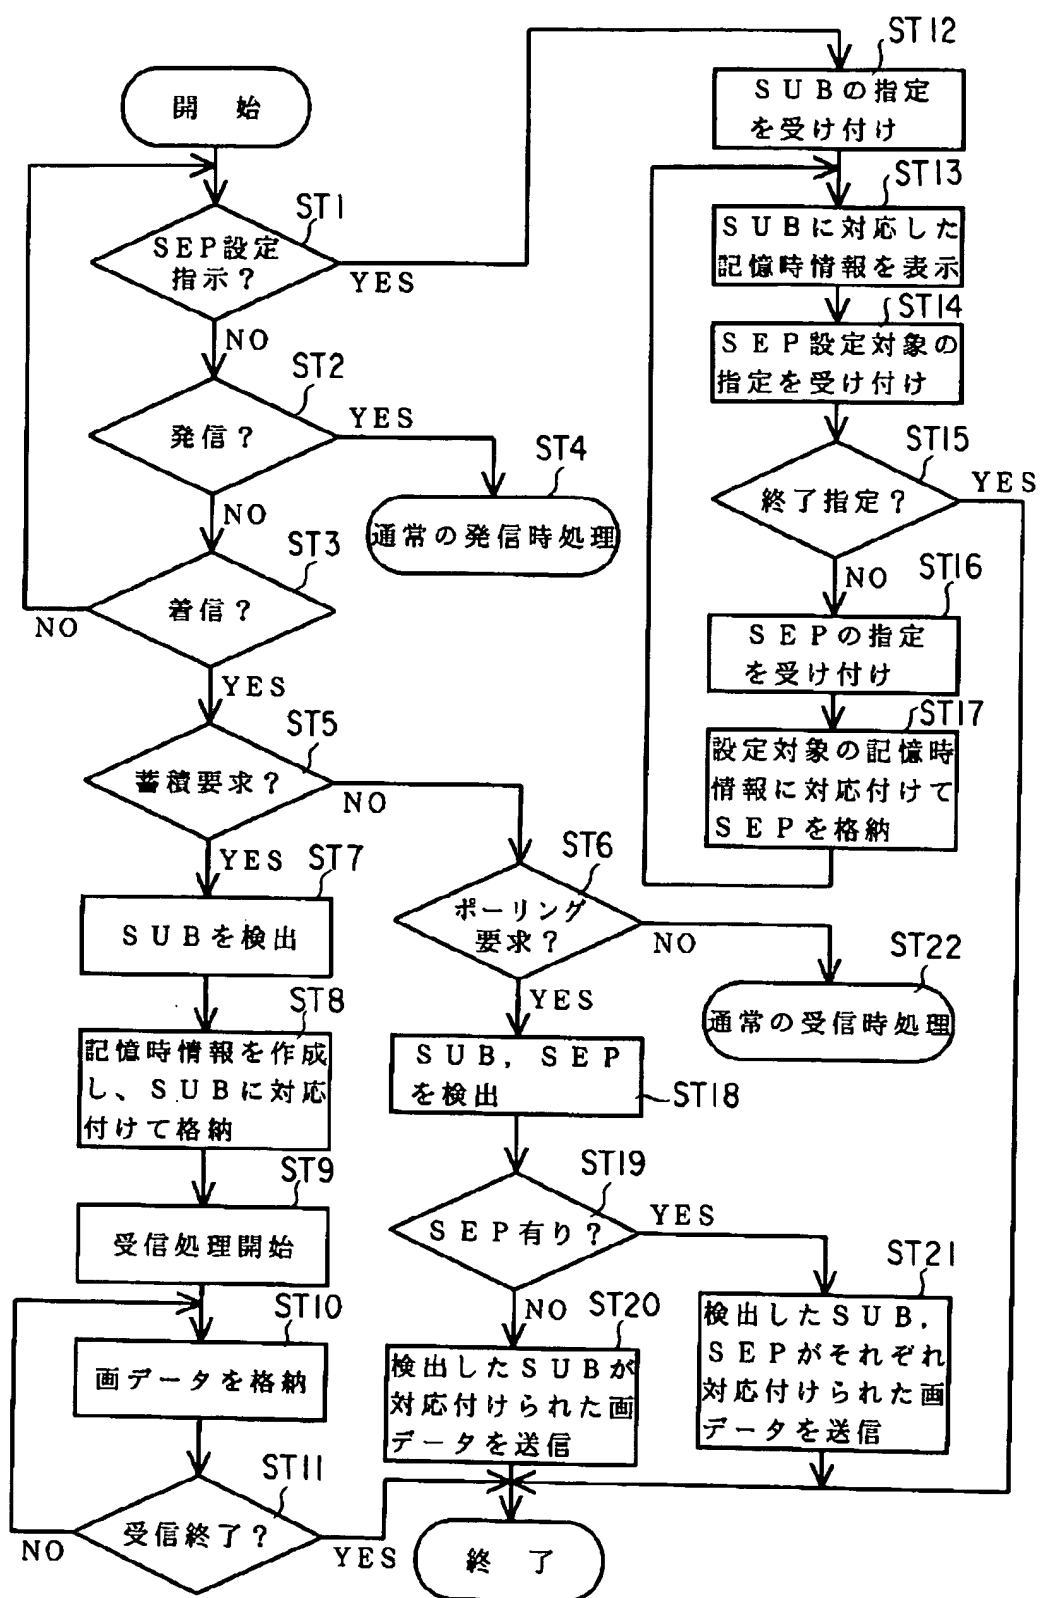 開 始
ST1
SEP設定
指示?
YES
NO
ST2
発信?
YES
NO
ST4
通常の発信時処理
ST3
着信?
NO
YES
ST5
蓄積要求?
NO
YES
ST7
SUBを検出
ST8
記憶時情報を作成
し、SUBに対応
付けて格納
ST9
受信処理開始
ST10
画データを格納
ST11
受信終了?
NO
YES
ST6
ポーリング
要求?
NO
YES
ST22
通常の受信時処理
SUB, SEP
を検出
ST18
ST19
SEP有り?
YES
NO
ST20
検出したSUBが
対応付けられた画
データを送信
ST21
検出したSUB,
SEPがそれぞれ
対応付けられた画
データを送信
終 了
ST12
SUBの指定
を受け付け
ST13
SUBに対応した
記憶時情報を表示
ST14
SEP設定対象の
指定を受け付け
ST15
終了指定?
YES
NO
ST16
SEPの指定
を受け付け
ST17
設定対象の記憶時
情報に対応付けて
SEPを格納